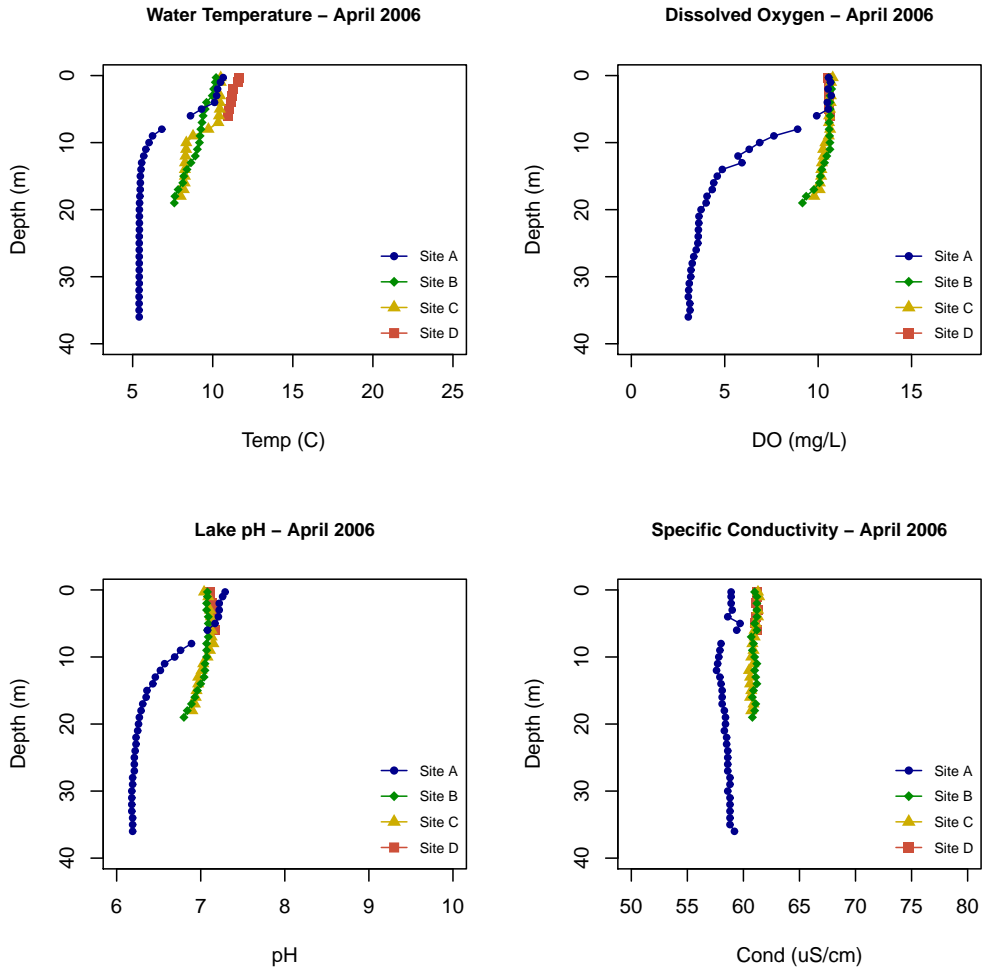 Water Temperature – April 2006
0
10
20
30
40
Depth (m)
Site A
Site B
Site C
Site D
5 10 15 20 25
Temp (C)
Dissolved Oxygen – April 2006
0
10
20
30
40
Depth (m)
Site A
Site B
Site C
Site D
0 5 10 15
DO (mg/L)
Lake pH – April 2006
0
10
20
30
40
Depth (m)
Site A
Site B
Site C
Site D
6 7 8 9 10
pH
Specific Conductivity – April 2006
0
10
20
30
40
Depth (m)
Site A
Site B
Site C
Site D
50 55 60 65 70 75 80
Cond (uS/cm)